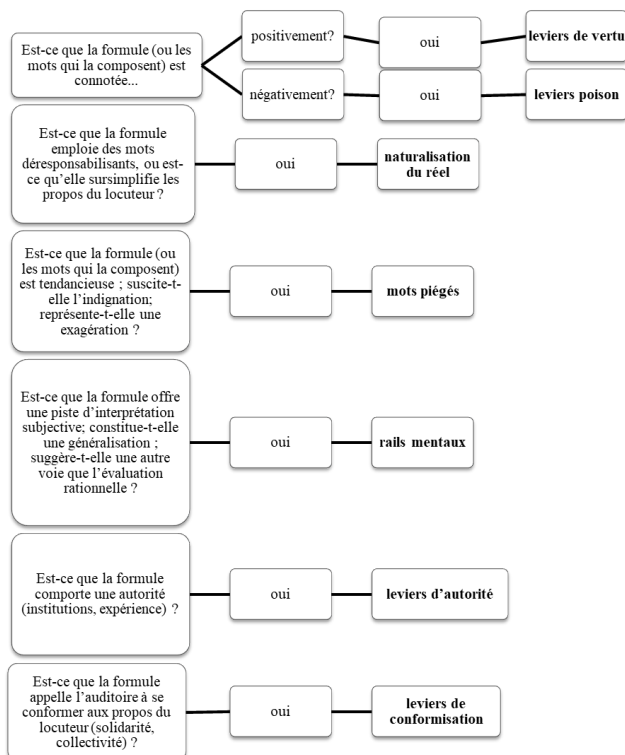 Est-ce que la formule (ou les
mots qui la composent) est
connotée...
positivement?
oui
leviers de vertu
négativement?
oui
leviers poison
Est-ce que la formule
emploie des mots
déresponsabilisants, ou est-
ce qu'elle sursimplifie les
propos du locuteur ?
oui
naturalisation
du réel
Est-ce que la formule (ou
les mots qui la composent)
est tendancieuse ; suscite-t-
elle l'indignation;
représente-t-elle une
exagération ?
oui
mots piégés
Est-ce que la formule offre
une piste d'interprétation
subjective; constitue-t-elle
une généralisation ;
suggère-t-elle une autre
voie que l'évaluation
rationnelle ?
oui
rails mentaux
Est-ce que la formule
comporte une autorité
(institutions, expérience) ?
oui
leviers d'autorité
Est-ce que la formule
appelle l'auditoire à se
conformer aux propos du
locuteur (solidarité,
collectivité) ?
oui
leviers de
conformisation